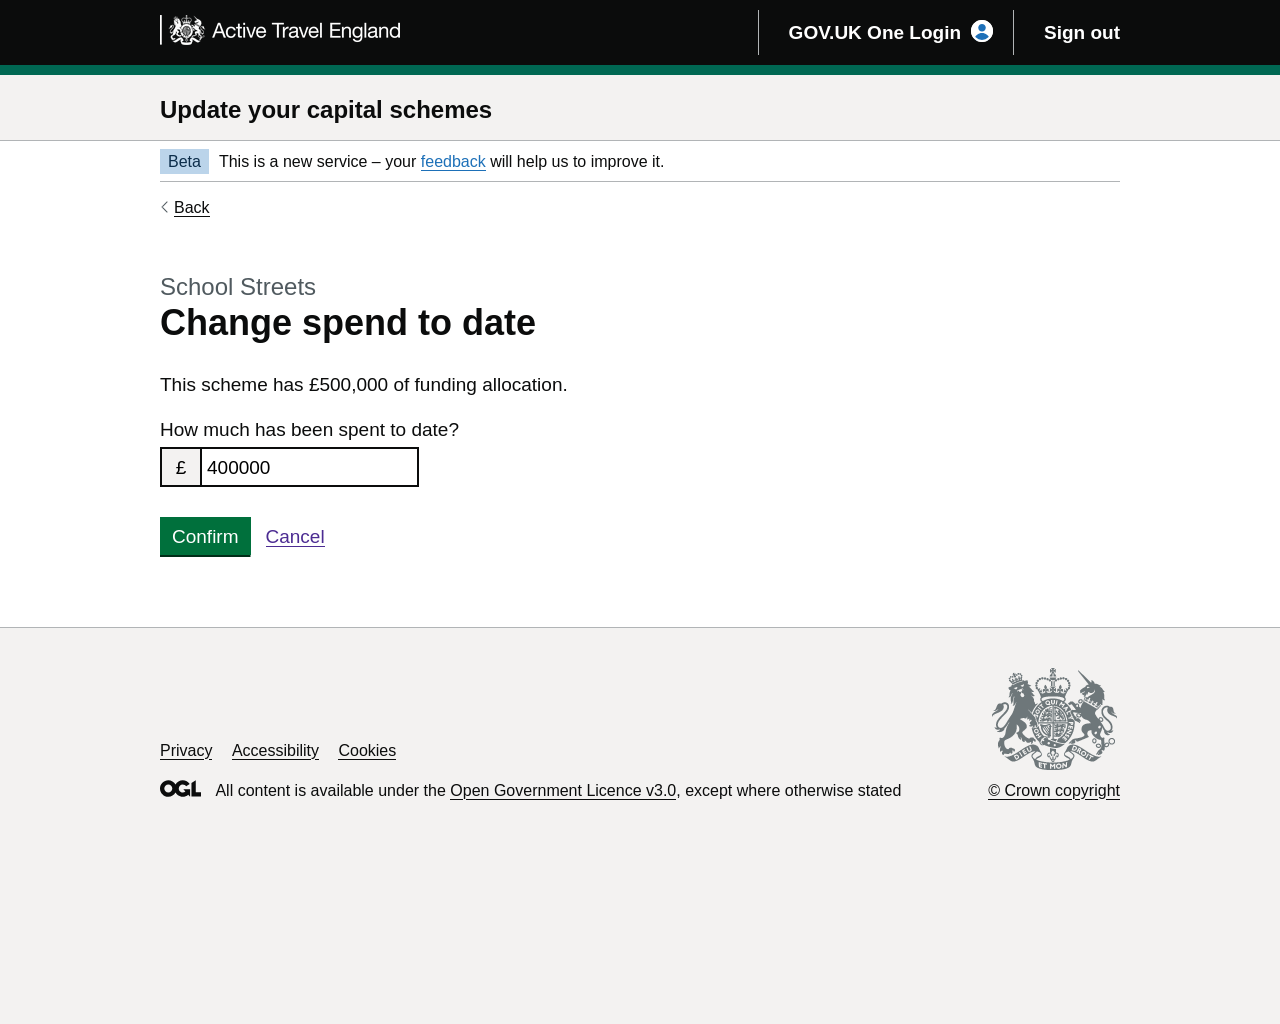 Active Travel England
GOV.UK One Login
Sign out
Update your capital schemes
Beta This is a new service – your feedback will help us to improve it.
Back
School Streets
Change spend to date
This scheme has £500,000 of funding allocation.
How much has been spent to date?
£ 400000
Confirm Cancel
Privacy Accessibility Cookies
OGL All content is available under the Open Government Licence v3.0, except where otherwise stated
© Crown copyright